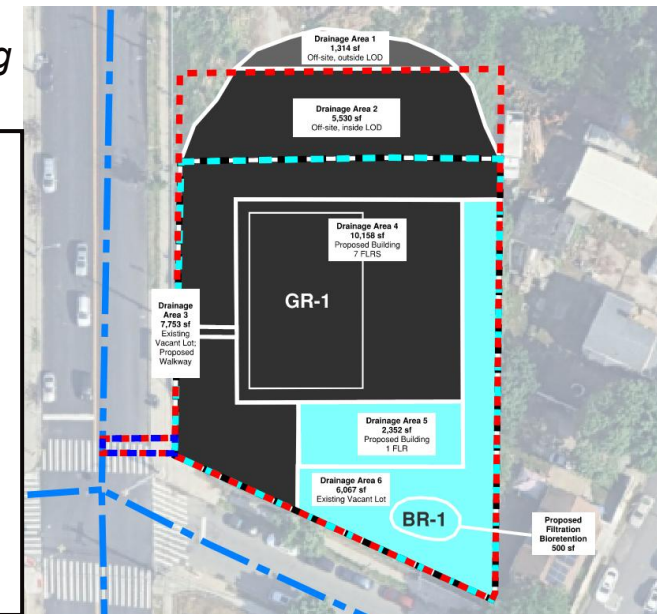 g
Drainage Area 1
1,314 sf
Off-site, outside LOD
Drainage Area 2
5,530 sf
Off-site, inside LOD
Drainage Area 4
10,158 sf
Proposed Building
7 FLRS
GR-1
Drainage
Area 3
7,753 sf
Existing
Vacant Lot;
Proposed
Walkway
Drainage Area 5
2,352 sf
Proposed Building
1 FLR
Drainage Area 6
6,067 sf
Existing Vacant Lot
BR-1
Proposed
Filtration
Bioretention
500 sf